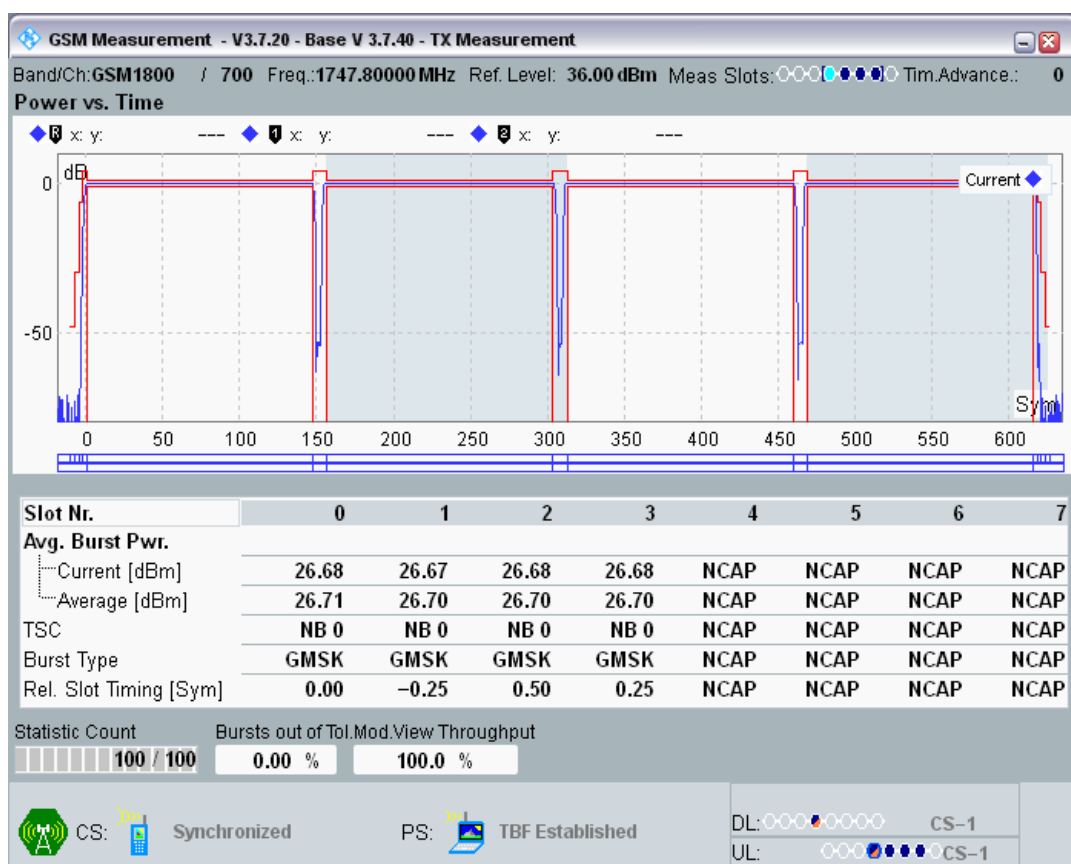 GSM Measurement - V3.7.20 - Base V 3.7.40 - TX Measurement
Band/Ch:GSM1800 / 700 Freq.:1747.80000 MHz Ref. Level: 36.00 dBm Meas Slots: Tim.Advance.: 0
Power vs. Time
R x: y: --- 1 x: y: --- 2 x: y: ---
dB
Current
0
-50
Sym
0 50 100 150 200 250 300 350 400 450 500 550 600
Slot Nr. 0 1 2 3 4 5 6 7
Avg. Burst Pwr.
Current [dBm] 26.68 26.67 26.68 26.68 NCAP NCAP NCAP NCAP
Average [dBm] 26.71 26.70 26.70 26.70 NCAP NCAP NCAP NCAP
TSC NB 0 NB 0 NB 0 NB 0 NCAP NCAP NCAP NCAP
Burst Type GMSK GMSK GMSK GMSK NCAP NCAP NCAP NCAP
Rel. Slot Timing [Sym] 0.00 −0.25 0.50 0.25 NCAP NCAP NCAP NCAP
Statistic Count Bursts out of Tol.Mod.View Throughput
100 / 100 0.00 % 100.0 %
CS: Synchronized PS: TBF Established
DL: CS−1
UL: CS−1